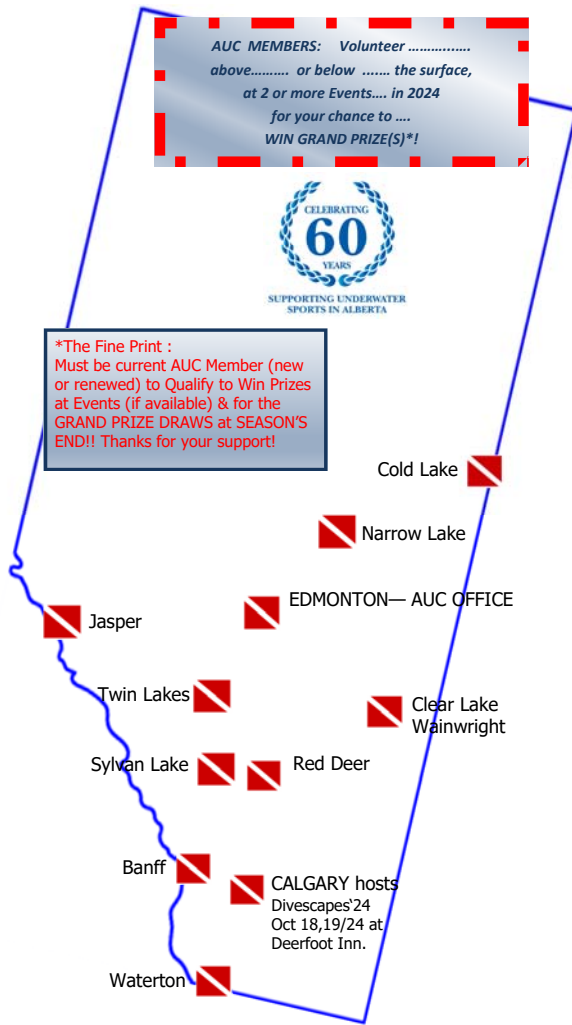 AUC MEMBERS: Volunteer ...............
above.......... or below ....... the surface,
at 2 or more Events.... in 2024
for your chance to ....
WIN GRAND PRIZE(S)*!
CELEBRATING
60
YEARS
SUPPORTING UNDERWATER
SPORTS IN ALBERTA
*The Fine Print :
Must be current AUC Member (new
or renewed) to Qualify to Win Prizes
at Events (if available) & for the
GRAND PRIZE DRAWS at SEASON'S
END!! Thanks for your support!
Cold Lake
Narrow Lake
EDMONTON— AUC OFFICE
Jasper
Twin Lakes
Clear Lake
Wainwright
Sylvan Lake
Red Deer
Banff
CALGARY hosts
Divescapes'24
Oct 18,19/24 at
Deerfoot Inn.
Waterton